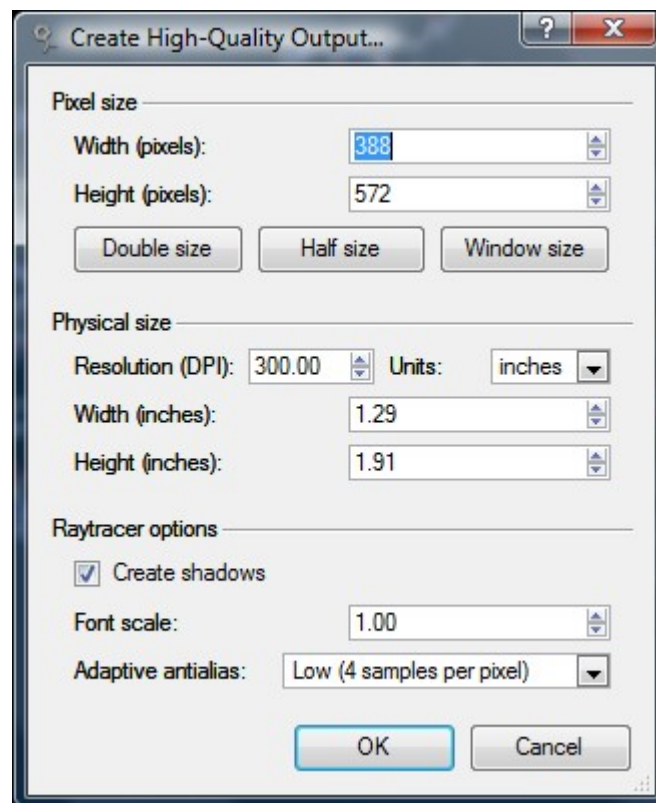 Create High-Quality Output...
Pixel size
Width (pixels): 388
Height (pixels): 572
Double size Half size Window size
Physical size
Resolution (DPI): 300.00 Units: inches
Width (inches): 1.29
Height (inches): 1.91
Raytracer options
Create shadows
Font scale: 1.00
Adaptive antialias: Low (4 samples per pixel)
OK Cancel